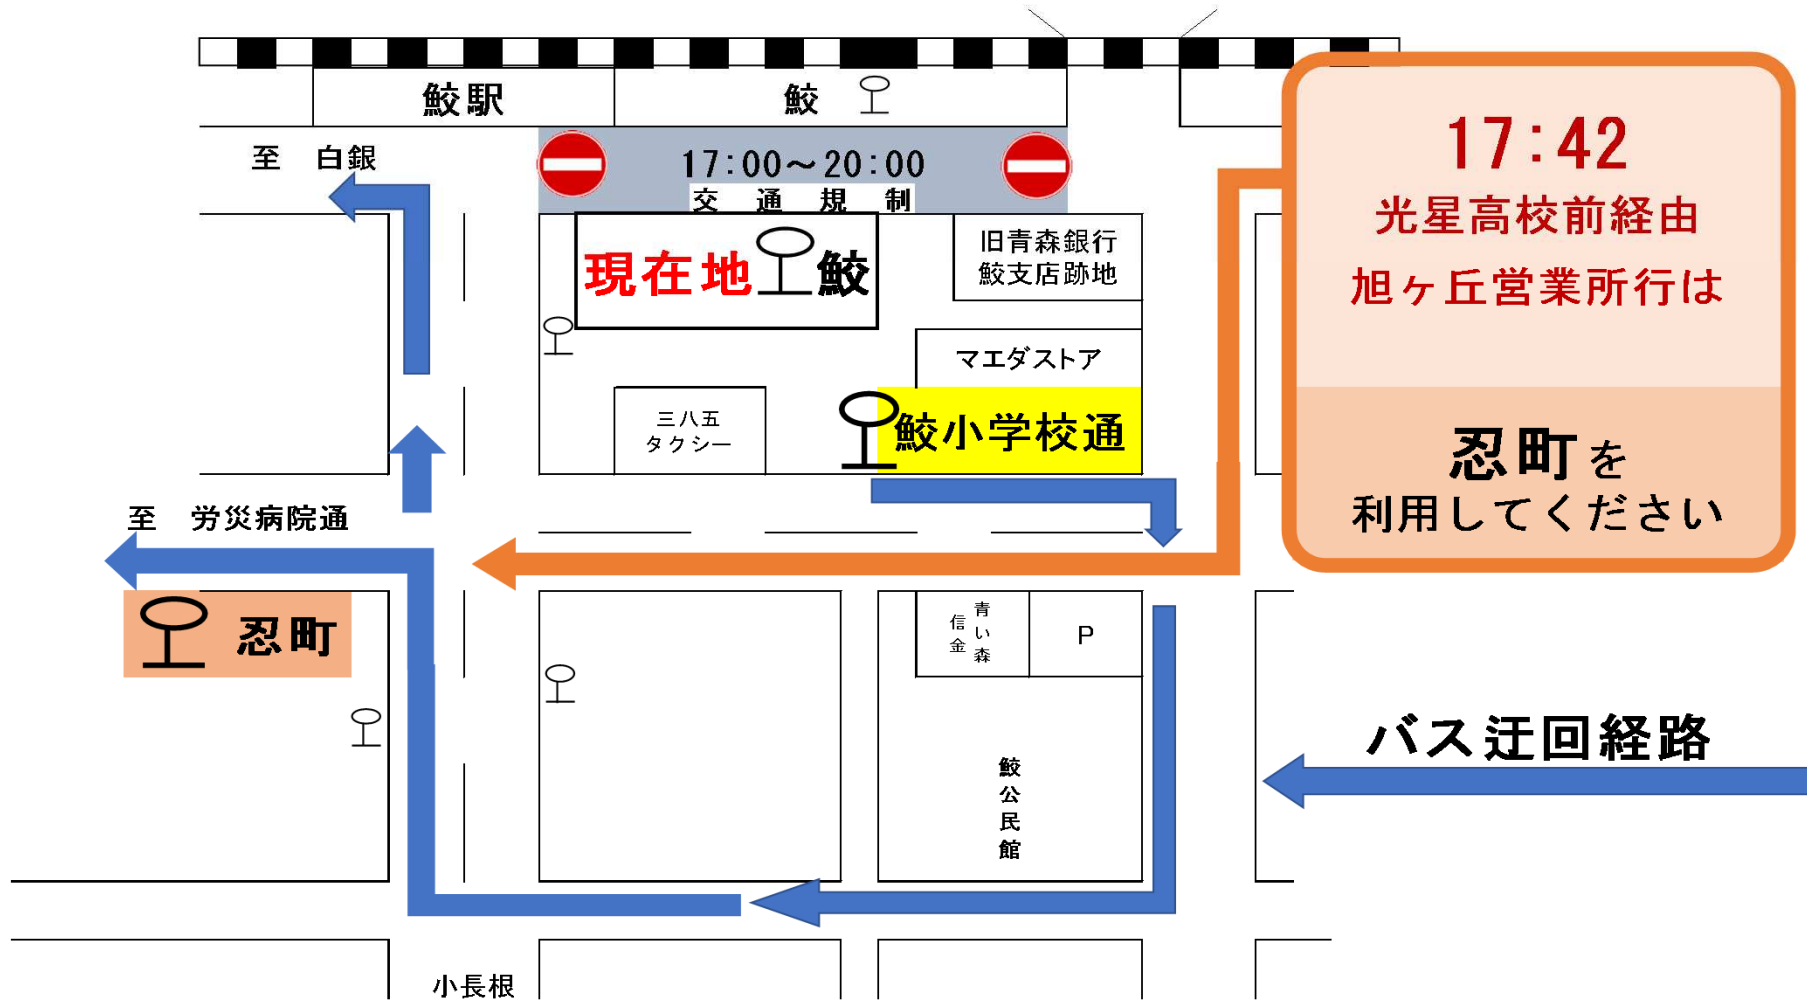 鮫駅
鮫
至 白銀
17:00～20:00
交通規制
現在地 鮫
旧青森銀行
鮫支店跡地
マエダストア
三八五
タクシー
鮫小学校通
至 労災病院通
忍町
青い森
信金
P
鮫公民館
小長根
17:42
光星高校前経由
旭ヶ丘営業所行は
忍町を
利用してください
バス迂回経路